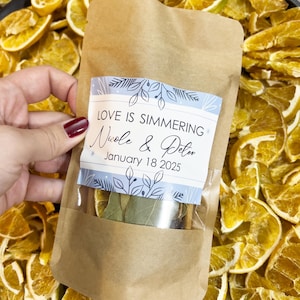 LOVE IS SIMMERING
Nicole & Peter
January 18 2025